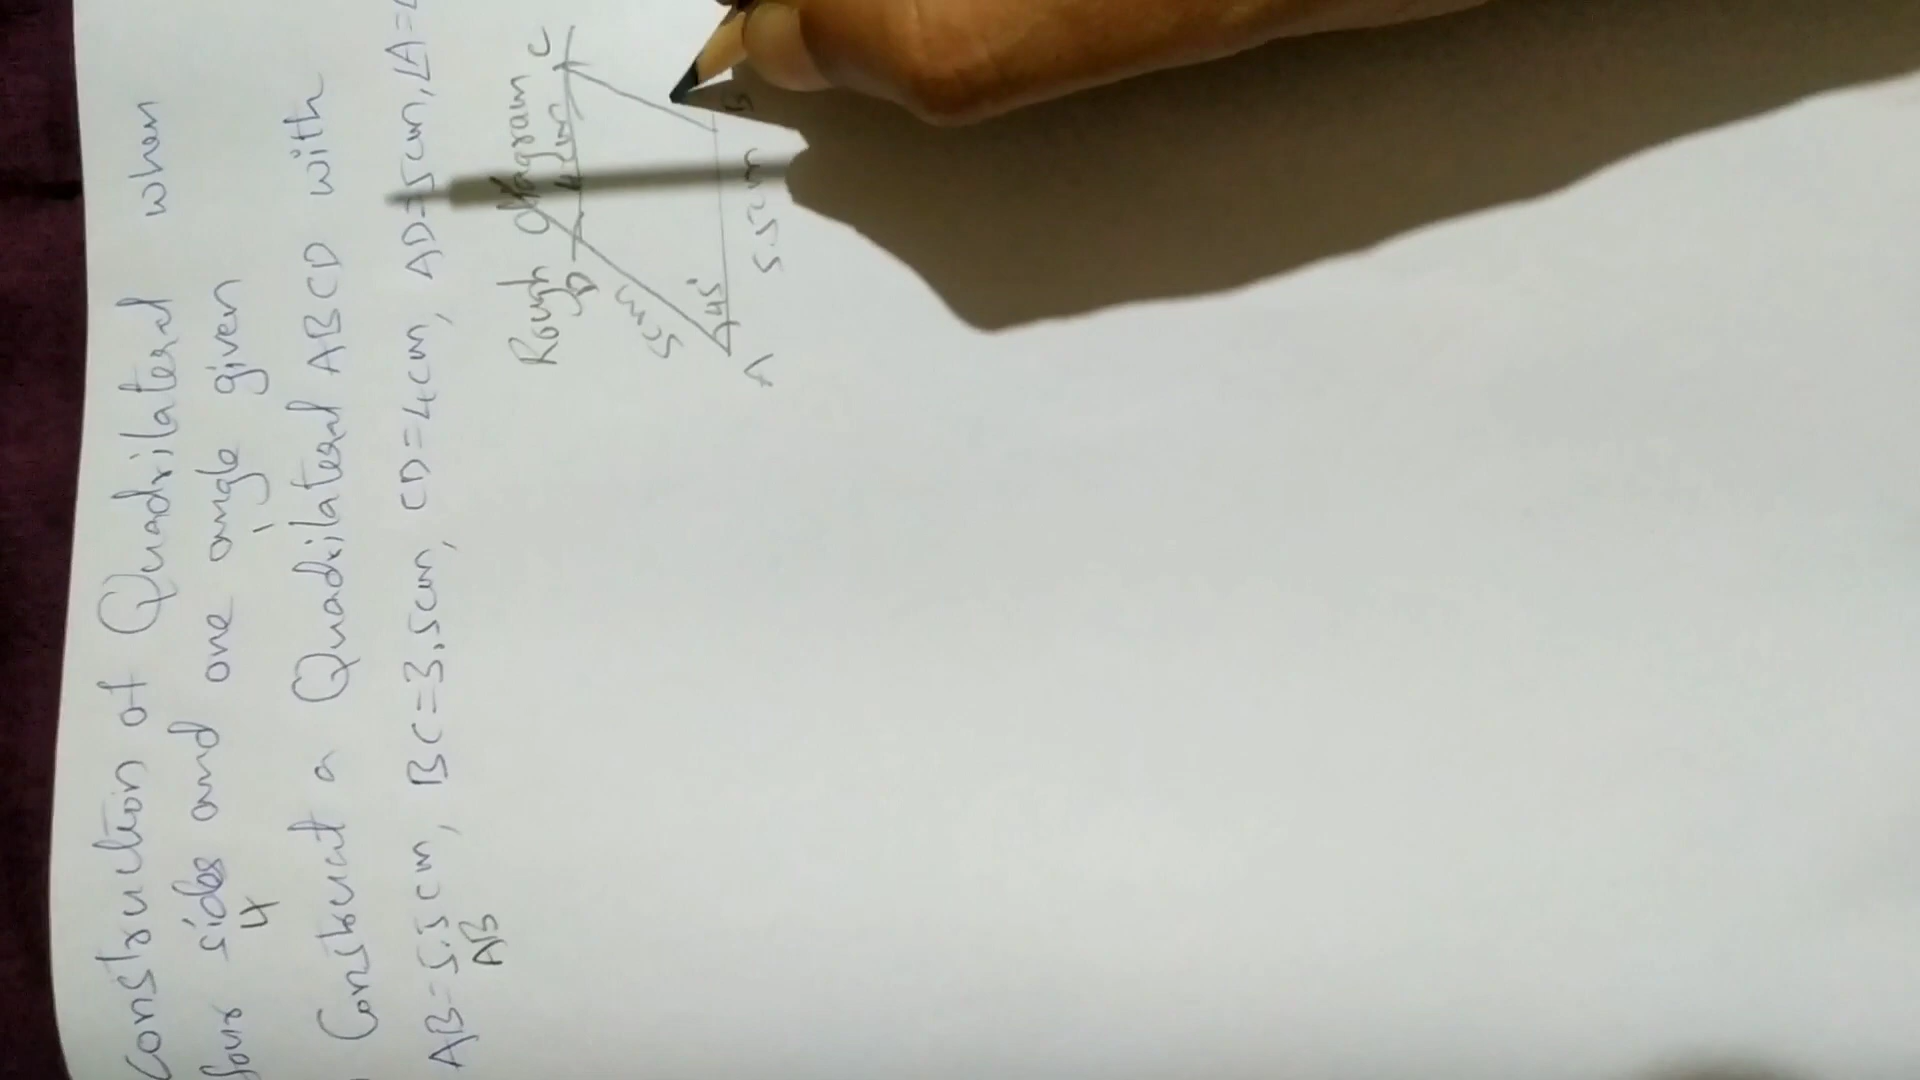 Construction of Quadrilateral when
four sides and one angle given
4 1
Construct a Quadrilateral ABCD with
AB=5.5cm, BC=3.5cm, CD=4cm, AD=5cm, ∠A=
AB
Rough diagram
D 4cm C
5cm
45°
A 5.5cm B